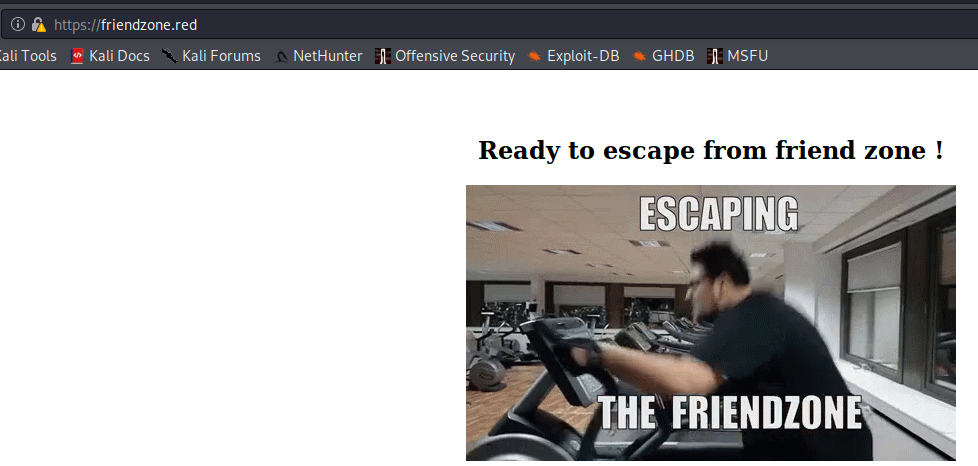 https://friendzone.red
Kali Tools Kali Docs Kali Forums NetHunter Offensive Security Exploit-DB GHDB MSFU
Ready to escape from friend zone !
ESCAPING
THE FRIENDZONE